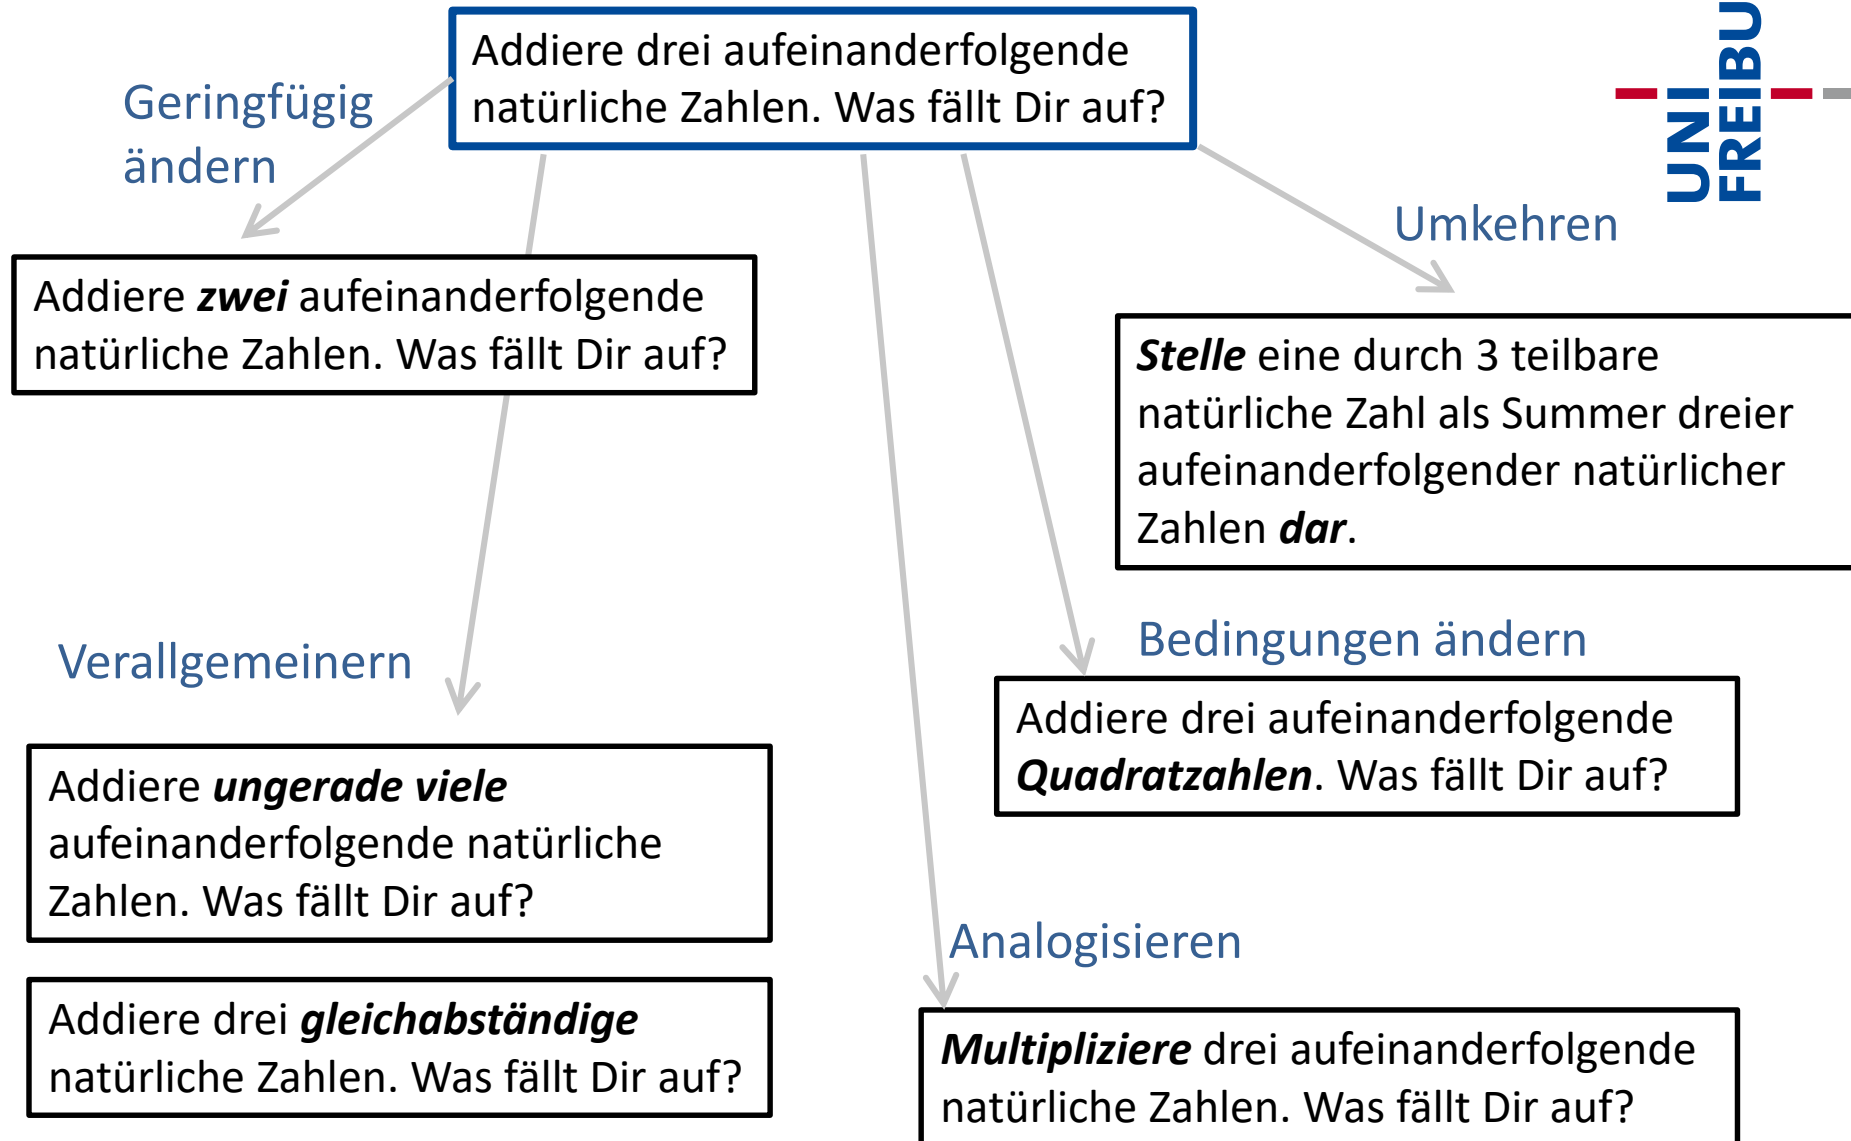 Addiere drei aufeinanderfolgende
natürliche Zahlen. Was fällt Dir auf?
UNI
FREIBU
Geringfügig
ändern
Umkehren
Addiere zwei aufeinanderfolgende
natürliche Zahlen. Was fällt Dir auf?
Stelle eine durch 3 teilbare
natürliche Zahl als Summer dreier
aufeinanderfolgender natürlicher
Zahlen dar.
Verallgemeinern
Bedingungen ändern
Addiere drei aufeinanderfolgende
Quadratzahlen. Was fällt Dir auf?
Addiere ungerade viele
aufeinanderfolgende natürliche
Zahlen. Was fällt Dir auf?
Analogisieren
Addiere drei gleichabständige
natürliche Zahlen. Was fällt Dir auf?
Multipliziere drei aufeinanderfolgende
natürliche Zahlen. Was fällt Dir auf?